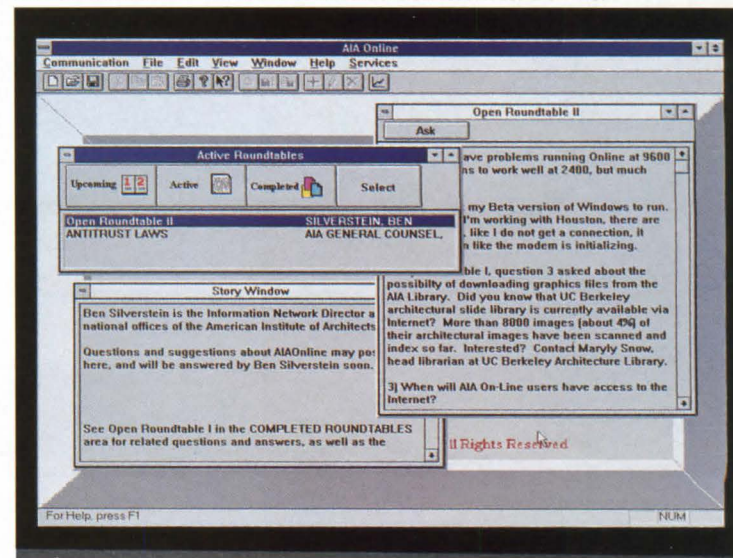 AIA Online
Communication File Edit View Window Help Services
Open Roundtable II
Ask
ave problems running Online at 9600
ns to work well at 2400, but much
my Beta version of Windows to run.
I'm working with Houston, there are
like I do not get a connection, it
n like the modem is initializing.
ble I, question 3 asked about the
possibilty of downloading graphics files from the
AIA Library. Did you know that UC Berkeley
architectural slide library is currently available via
Internet? More than 8000 images (about 4%) of
their architectural images have been scanned and
index so far. Interested? Contact Maryly Snow,
head librarian at UC Berkeley Architecture Library.
3) When will AIA On-Line users have access to the
Internet?
Active Roundtables
Upcoming 1 2 Active Completed Select
Open Roundtable II SILVERSTEIN, BEN
ANTITRUST LAWS AIA GENERAL COUNSEL,
Story Window
Ben Silverstein is the Information Network Director a
national offices of the American Institute of Architects
Questions and suggestions about AIAOnline may po
here, and will be answered by Ben Silverstein soon.
See Open Roundtable I in the COMPLETED ROUNDTABLES
area for related questions and answers, as well as the
ll Rights Reserved
For Help, press F1
NUM